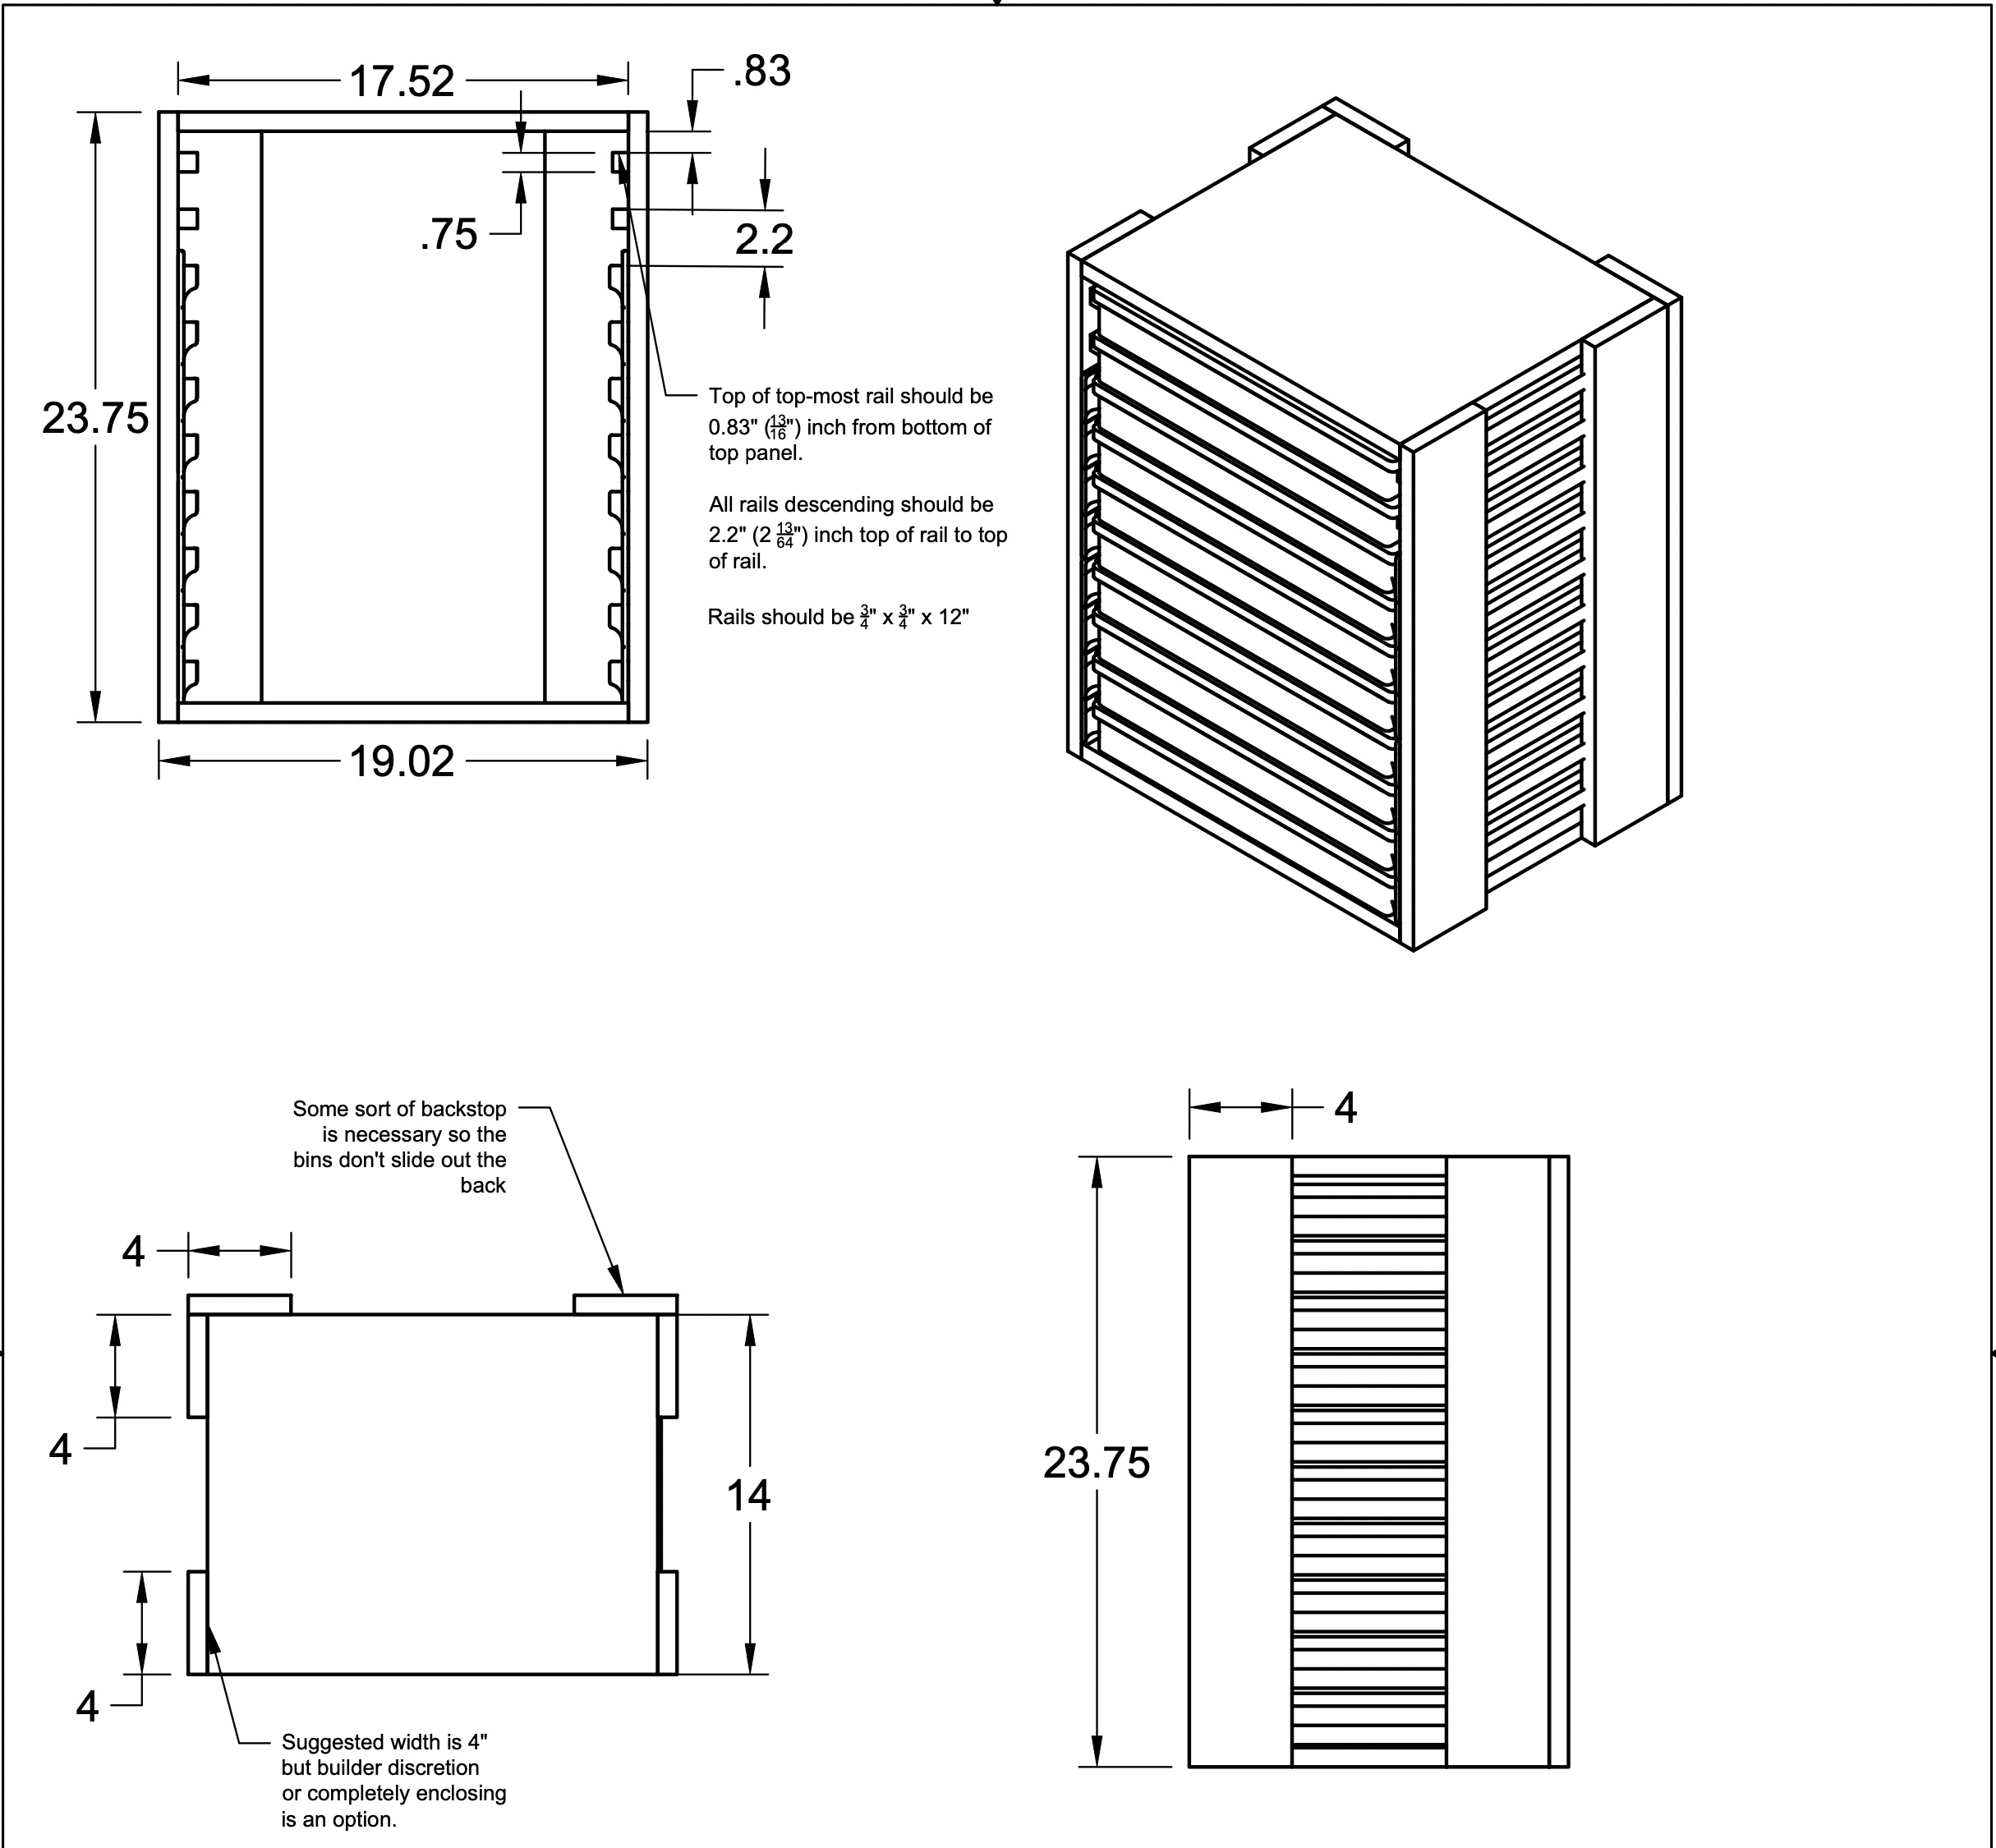 17.52
.83
.75
2.2
23.75
19.02
Top of top-most rail should be
0.83" (13/16") inch from bottom of
top panel.
All rails descending should be
2.2" (2 13/64") inch top of rail to top
of rail.
Rails should be 3/4" x 3/4" x 12"
Some sort of backstop
is necessary so the
bins don't slide out the
back
4
4
14
4
Suggested width is 4"
but builder discretion
or completely enclosing
is an option.
4
23.75